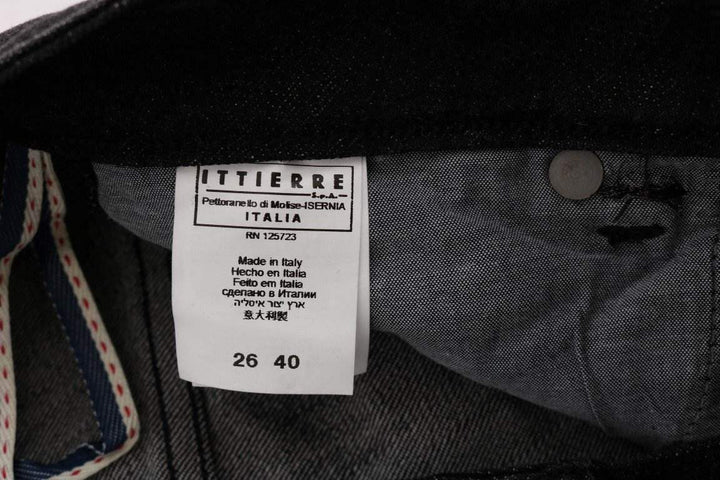 ITTIERRE
S.p.A.
Pettoranello di Molise-ISERNIA
ITALIA
RN 125723
Made in Italy
Hecho en Italia
Feito em Italia
сделано в Италии
ארץ יצור איטליה
意大利製
26 40